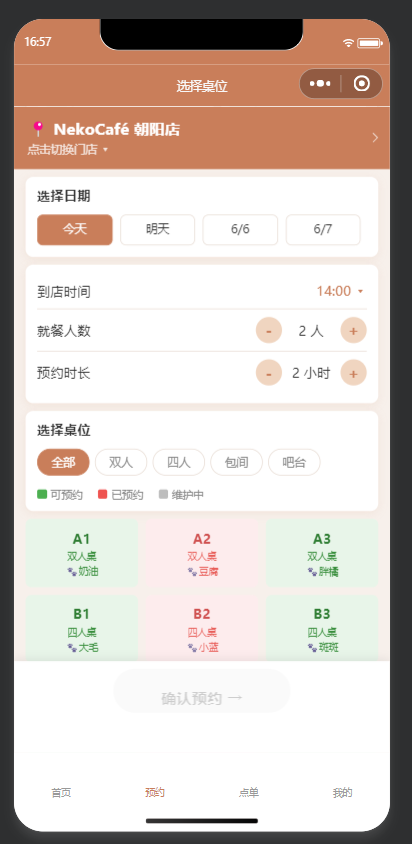 16:57
选择桌位
NekoCafé 朝阳店
点击切换门店
选择日期
今天 明天 6/6 6/7
到店时间 14:00
就餐人数 - 2 人 +
预约时长 - 2 小时 +
选择桌位
全部 双人 四人 包间 吧台
可预约 已预约 维护中
A1 A2 A3
双人桌 双人桌 双人桌
奶油 豆腐 胖橘
B1 B2 B3
四人桌 四人桌 四人桌
大毛 小蓝 斑斑
确认预约 →
首页 预约 点单 我的